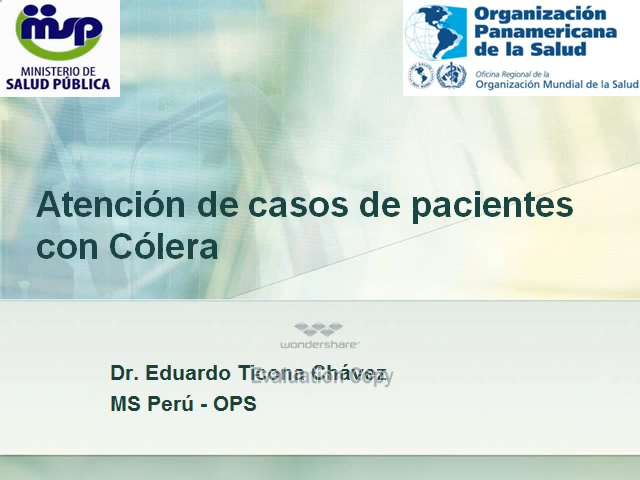 msp
MINISTERIO DE
SALUD PÚBLICA
Organización
Panamericana
de la Salud
Oficina Regional de la
Organización Mundial de la Salud
Atención de casos de pacientes
con Cólera
wondershare
Dr. Eduardo Ticona Chávez
Evaluation Copy
MS Perú - OPS